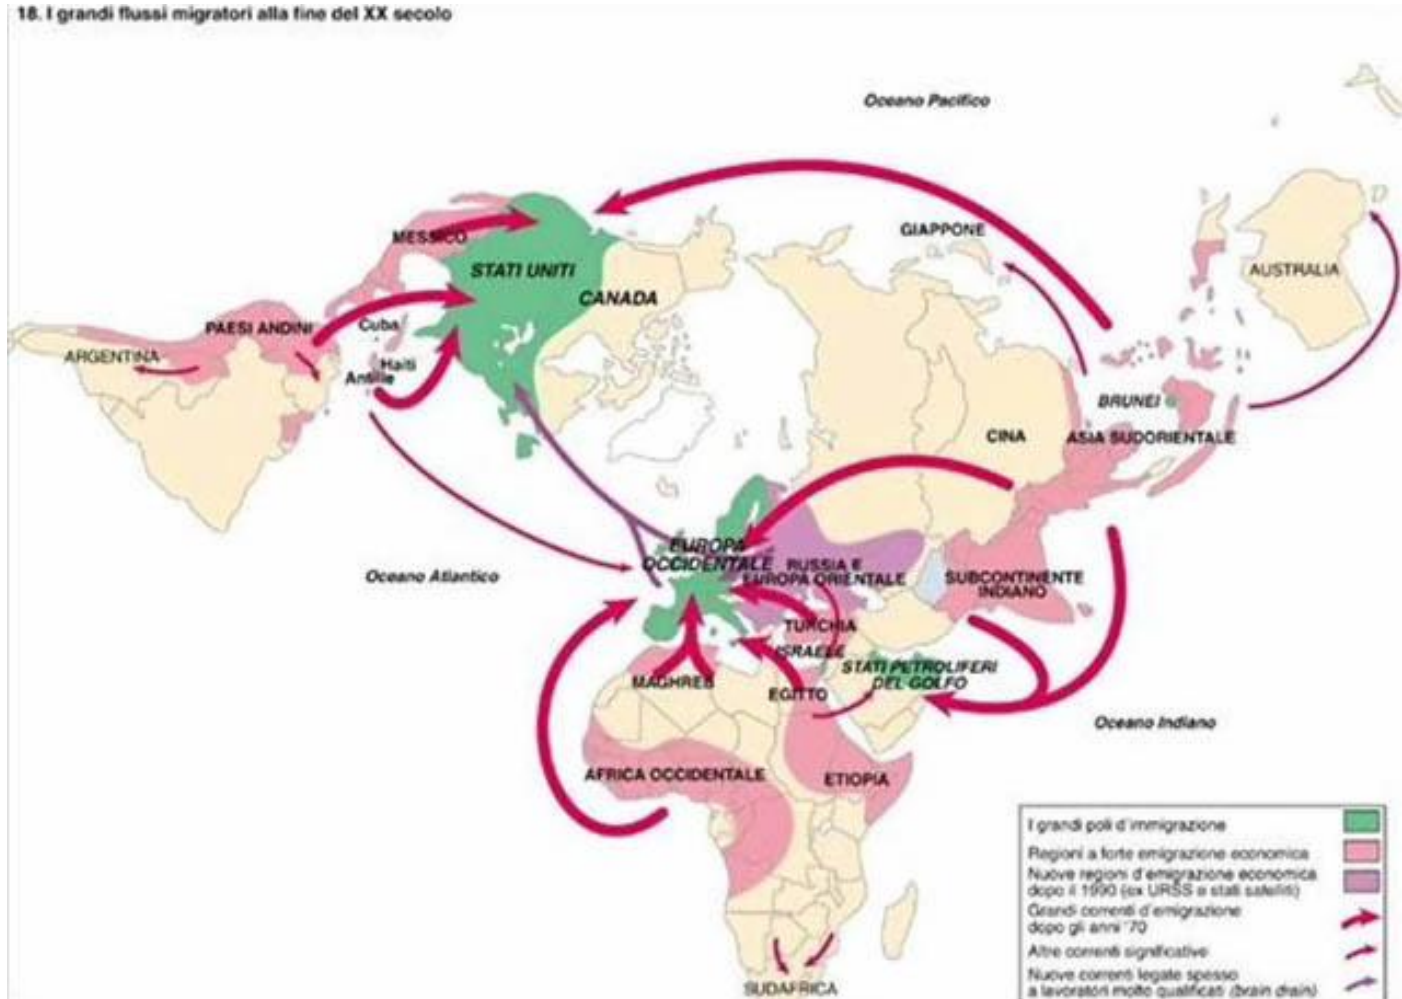 18. I grandi flussi migratori alla fine del XX secolo
Oceano Pacifico
GIAPPONE
MESSICO
AUSTRALIA
STATI UNITI
CANADA
PAESI ANDINI
Cuba
ARGENTINA
Haiti
Antille
BRUNEI
CINA
ASIA SUDORIENTALE
EUROPA
OCCIDENTALE
RUSSIA E
EUROPA ORIENTALE
Oceano Atlantico
SUBCONTINENTE
INDIANO
TURCHIA
ISRAELE
STATI PETROLIFERI
DEL GOLFO
MAGHREB
EGITTO
Oceano Indiano
AFRICA OCCIDENTALE
ETIOPIA
SUDAFRICA
I grandi poli d'immigrazione
Regioni a forte emigrazione economica
Nuove regioni d'emigrazione economica
dopo il 1990 (ex URSS e stati satelliti)
Grandi correnti d'emigrazione
dopo gli anni '70
Altre correnti significative
Nuove correnti legate spesso
a lavoratori molto qualificati (brain drain)